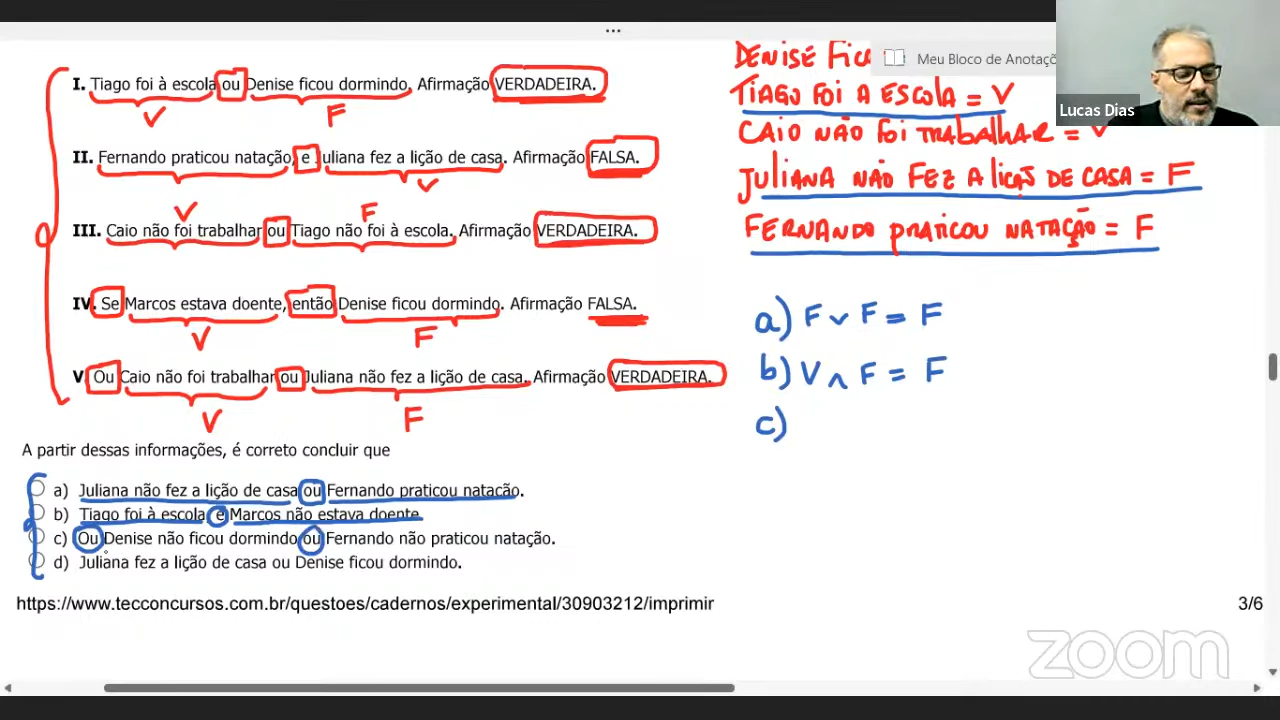 I. Tiago foi à escola ou Denise ficou dormindo. Afirmação VERDADEIRA.
V F
II. Fernando praticou natação, e Juliana fez a lição de casa. Afirmação FALSA.
V
V F
III. Caio não foi trabalhar ou Tiago não foi à escola. Afirmação VERDADEIRA.
IV. Se Marcos estava doente, então Denise ficou dormindo. Afirmação FALSA.
V F
V. Ou Caio não foi trabalhar ou Juliana não fez a lição de casa. Afirmação VERDADEIRA.
V F
A partir dessas informações, é correto concluir que
a) Juliana não fez a lição de casa ou Fernando praticou natacão.
b) Tiago foi à escola e Marcos não estava doente.
c) Ou Denise não ficou dormindo ou Fernando não praticou natação.
d) Juliana fez a lição de casa ou Denise ficou dormindo.
https://www.tecconcursos.com.br/questoes/cadernos/experimental/30903212/imprimir
3/6
DENISE
Meu Bloco de Anotaçõe
Lucas Dias
TIAGO FOI A ESCOLA = V
CAIO NÃO FOI TRABALHAR = V
JULIANA NÃO FEZ A LIÇÃS DE CASA = F
FERNANDO PRATICOU NATAÇÃO = F
a) F v F = F
b) V ∧ F = F
c)
zoom